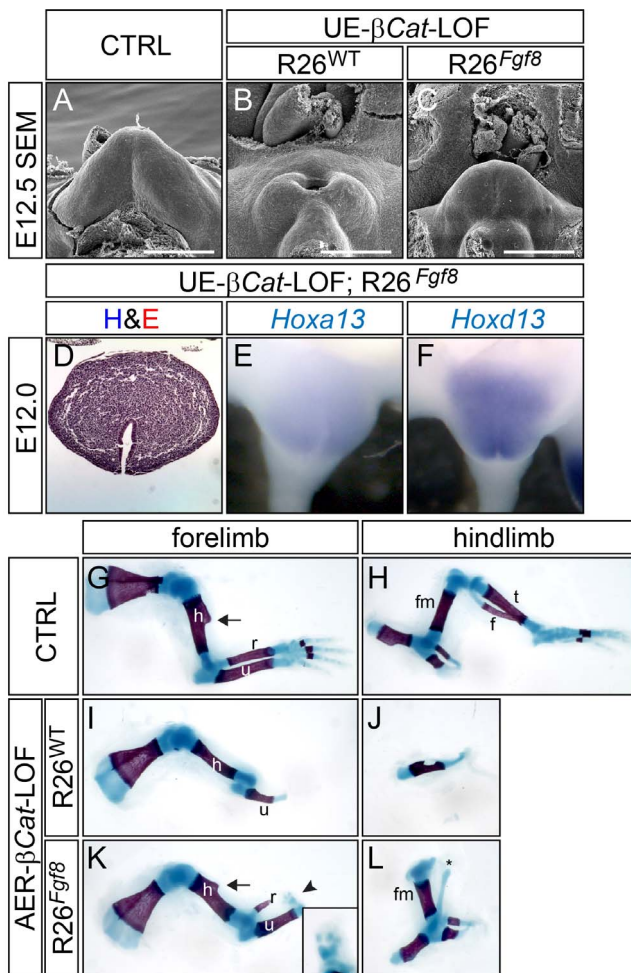 CTRL
UE-βCat-LOF
R26WT
R26Fgf8
E12.5 SEM
A
B
C
UE-βCat-LOF; R26Fgf8
H&E
Hoxa13
Hoxd13
E12.0
D
E
F
forelimb
hindlimb
CTRL
G
h
r
u
H
fm
t
f
AER-βCat-LOF
R26WT
I
h
u
J
R26Fgf8
K
h
r
u
L
fm
*